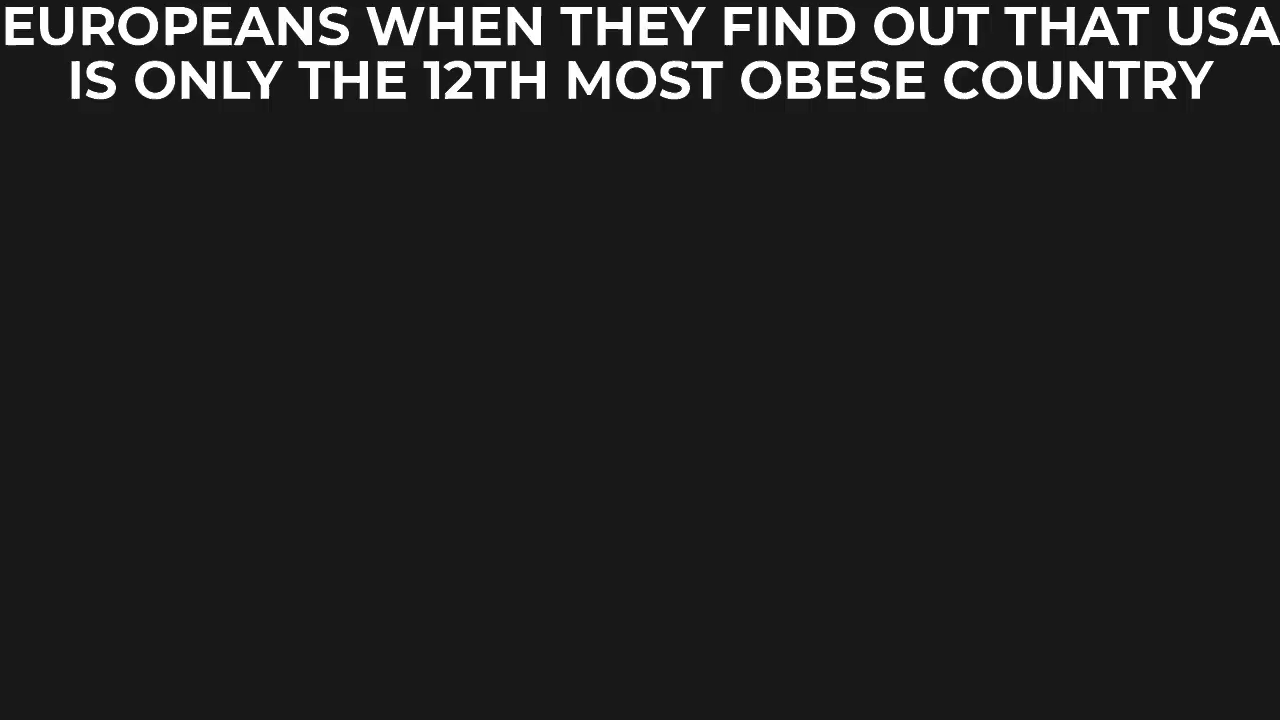 EUROPEANS WHEN THEY FIND OUT THAT USA
IS ONLY THE 12TH MOST OBESE COUNTRY